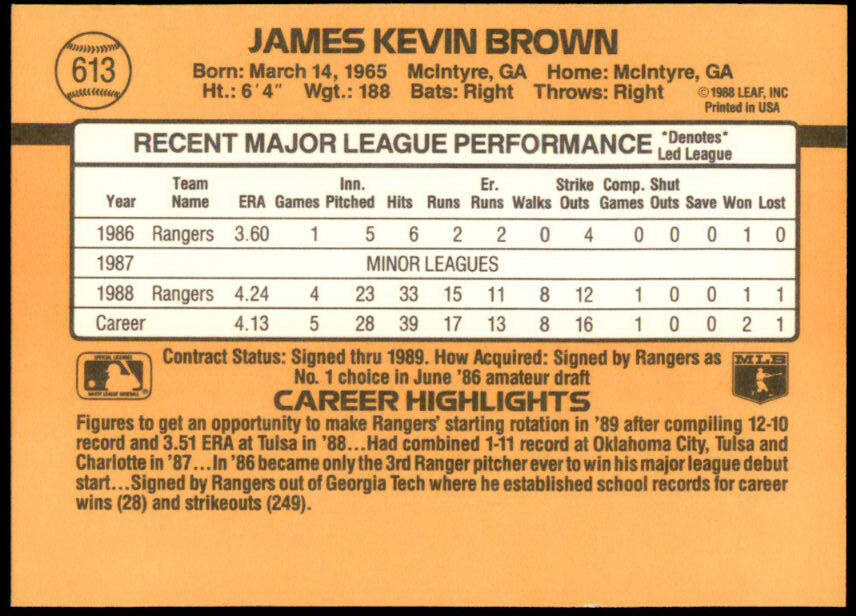 613
JAMES KEVIN BROWN
Born: March 14, 1965 McIntyre, GA Home: McIntyre, GA
Ht.: 6'4" Wgt.: 188 Bats: Right Throws: Right
©1988 LEAF, INC
Printed in USA
RECENT MAJOR LEAGUE PERFORMANCE *Denotes* Led League
Year Team Name ERA Games Inn. Pitched Hits Runs Er. Runs Walks Strike Outs Comp. Games Shut Outs Save Won Lost
1986 Rangers 3.60 1 5 6 2 2 0 4 0 0 0 1 0
1987 MINOR LEAGUES
1988 Rangers 4.24 4 23 33 15 11 8 12 1 0 0 1 1
Career 4.13 5 28 39 17 13 8 16 1 0 0 2 1
OFFICIAL LICENSEE
MAJOR LEAGUE BASEBALL
Contract Status: Signed thru 1989. How Acquired: Signed by Rangers as
No. 1 choice in June '86 amateur draft
MLB
CAREER HIGHLIGHTS
Figures to get an opportunity to make Rangers' starting rotation in '89 after compiling 12-10
record and 3.51 ERA at Tulsa in '88...Had combined 1-11 record at Oklahoma City, Tulsa and
Charlotte in '87...In '86 became only the 3rd Ranger pitcher ever to win his major league debut
start...Signed by Rangers out of Georgia Tech where he established school records for career
wins (28) and strikeouts (249).